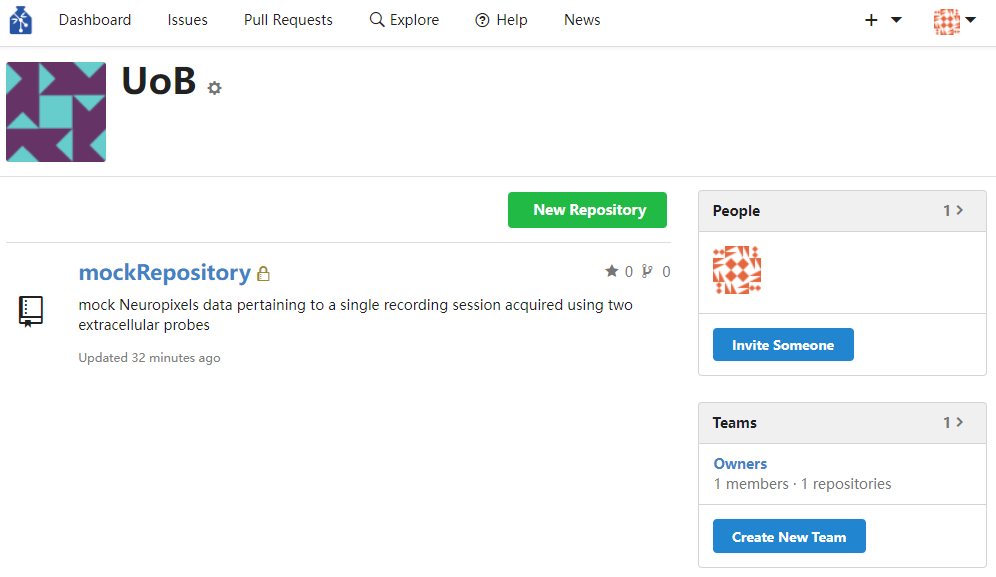 Dashboard Issues Pull Requests Explore Help News
UoB
New Repository
mockRepository
0 0
mock Neuropixels data pertaining to a single recording session acquired using two
extracellular probes
Updated 32 minutes ago
People 1
Invite Someone
Teams 1
Owners
1 members · 1 repositories
Create New Team